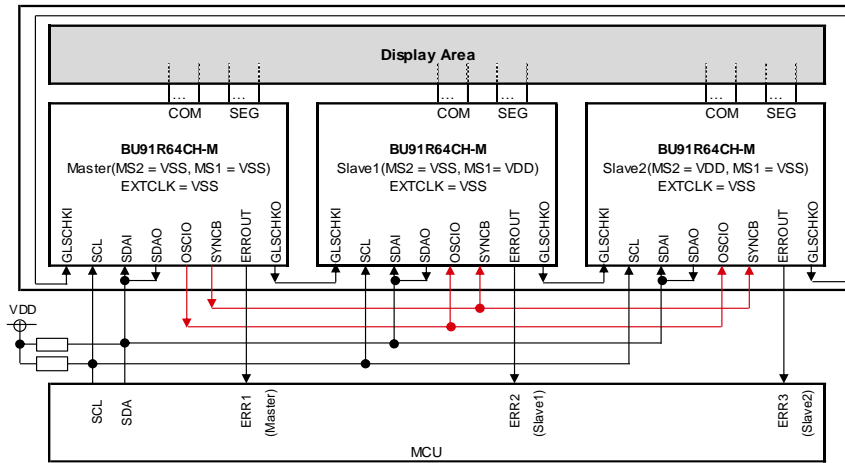 Display Area
... ... ... ... ... ...
COM SEG COM SEG COM SEG
BU91R64CH-M
Master(MS2 = VSS, MS1 = VSS)
EXTCLK = VSS
GLSCHKI
SCL
SDAI
SDAO
OSCIO
SYNCB
ERROUT
GLSCHKO
BU91R64CH-M
Slave1(MS2 = VSS, MS1= VDD)
EXTCLK = VSS
GLSCHKI
SCL
SDAI
SDAO
OSCIO
SYNCB
ERROUT
GLSCHKO
BU91R64CH-M
Slave2(MS2 = VDD, MS1 = VSS)
EXTCLK = VSS
GLSCHKI
SCL
SDAI
SDAO
OSCIO
SYNCB
ERROUT
GLSCHKO
VDD
SCL
SDA
ERR1
(Master)
ERR2
(Slave1)
ERR3
(Slave2)
MCU